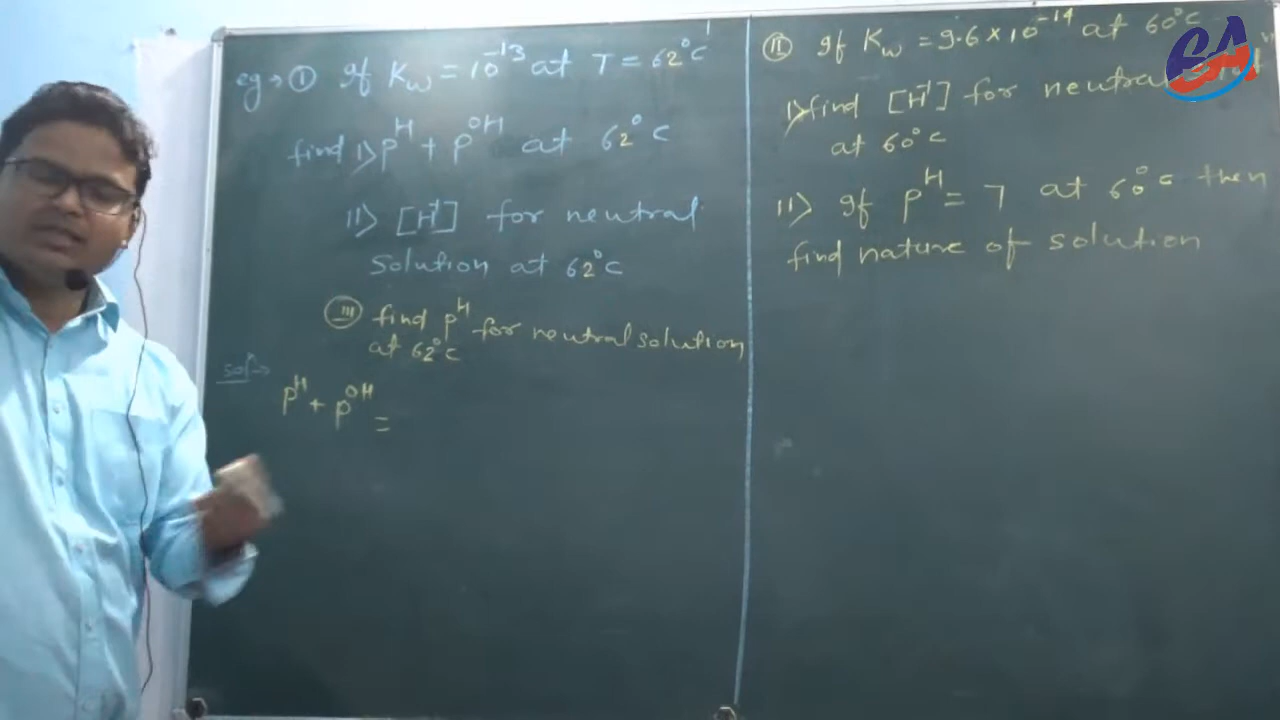 eg → ① If Kw = 10⁻¹³ at T = 62°C
find i> pH + pOH at 62°C
ii> [H⁺] for neutral
solution at 62°C
(iii) find pH for neutral solution
at 62°C
Sol →
pH + pOH =
(II) If Kw = 9.6 × 10⁻¹⁴ at 60°C
i> find [H⁺] for neutral
at 60°C
ii> If pH = 7 at 60°C then
find nature of solution